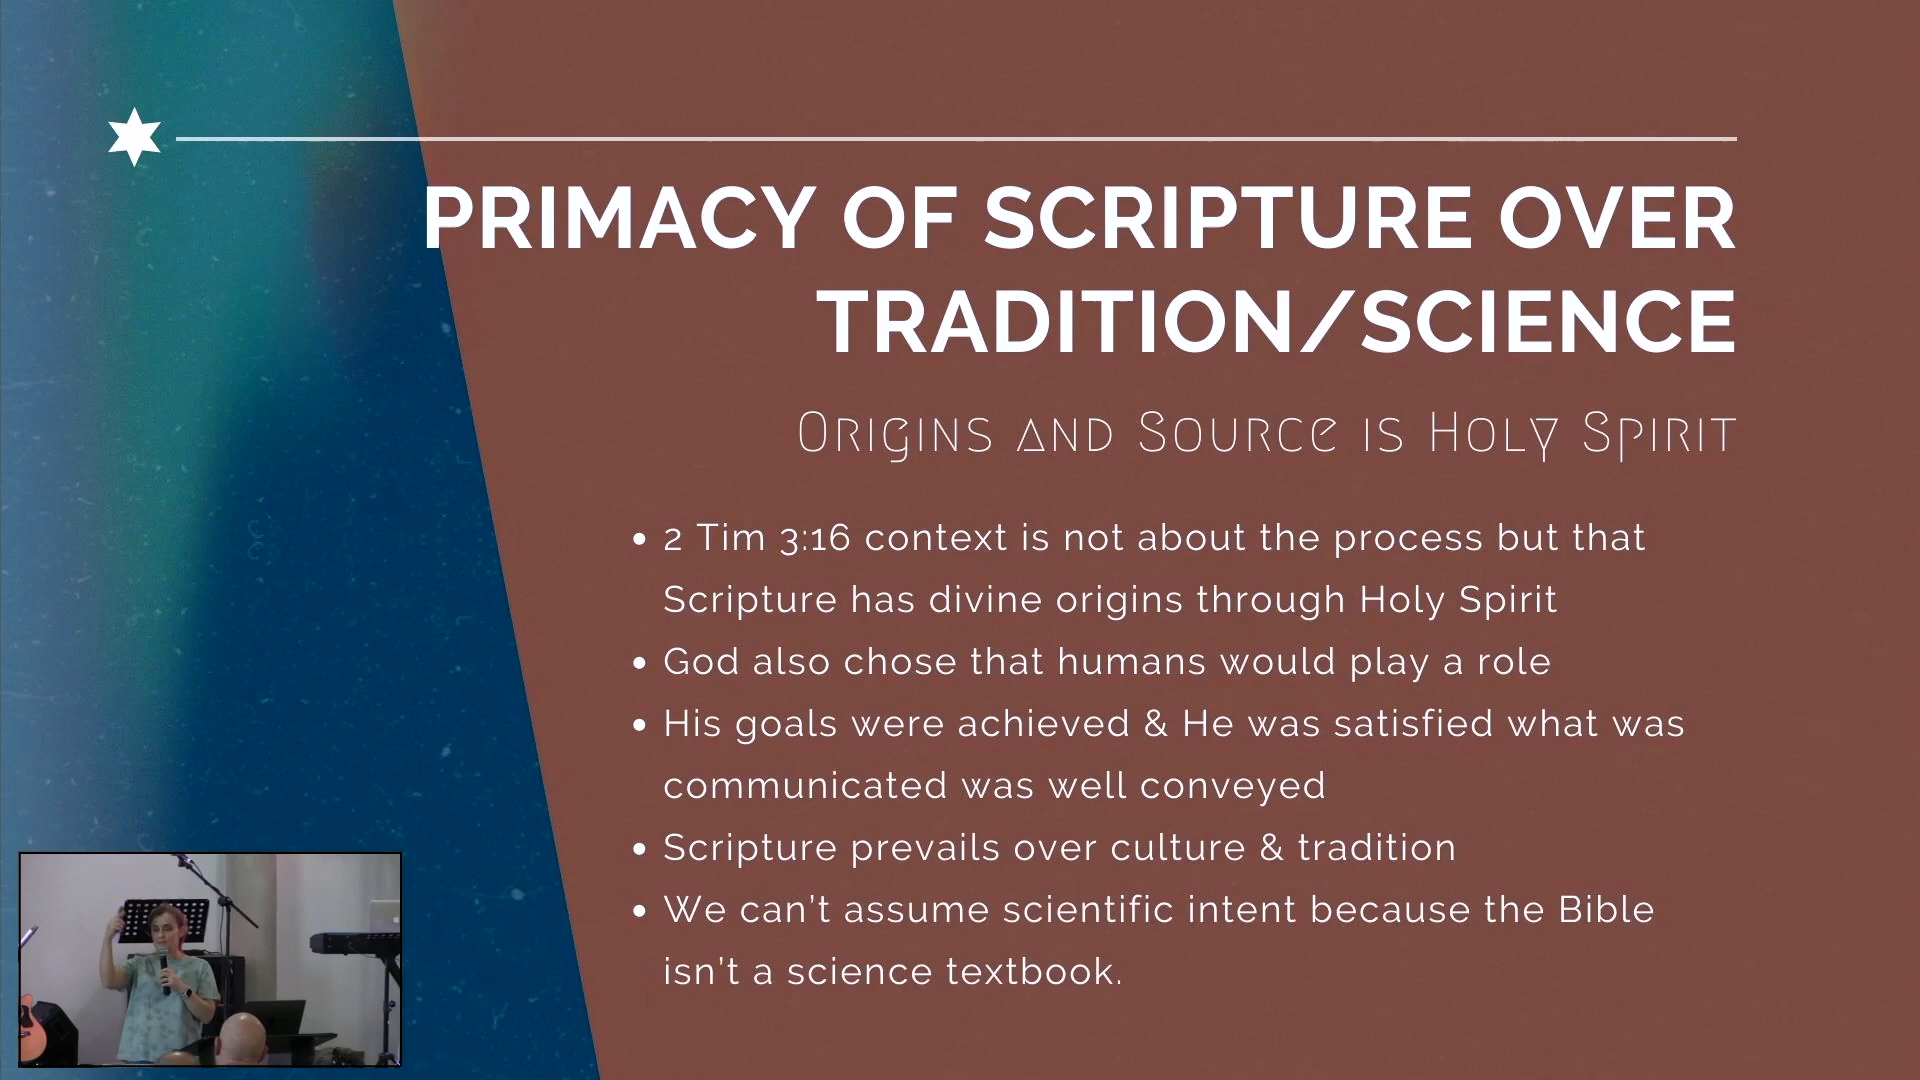 PRIMACY OF SCRIPTURE OVER
TRADITION/SCIENCE
Origins and Source is Holy Spirit
• 2 Tim 3:16 context is not about the process but that
Scripture has divine origins through Holy Spirit
• God also chose that humans would play a role
• His goals were achieved & He was satisfied what was
communicated was well conveyed
• Scripture prevails over culture & tradition
• We can’t assume scientific intent because the Bible
isn’t a science textbook.